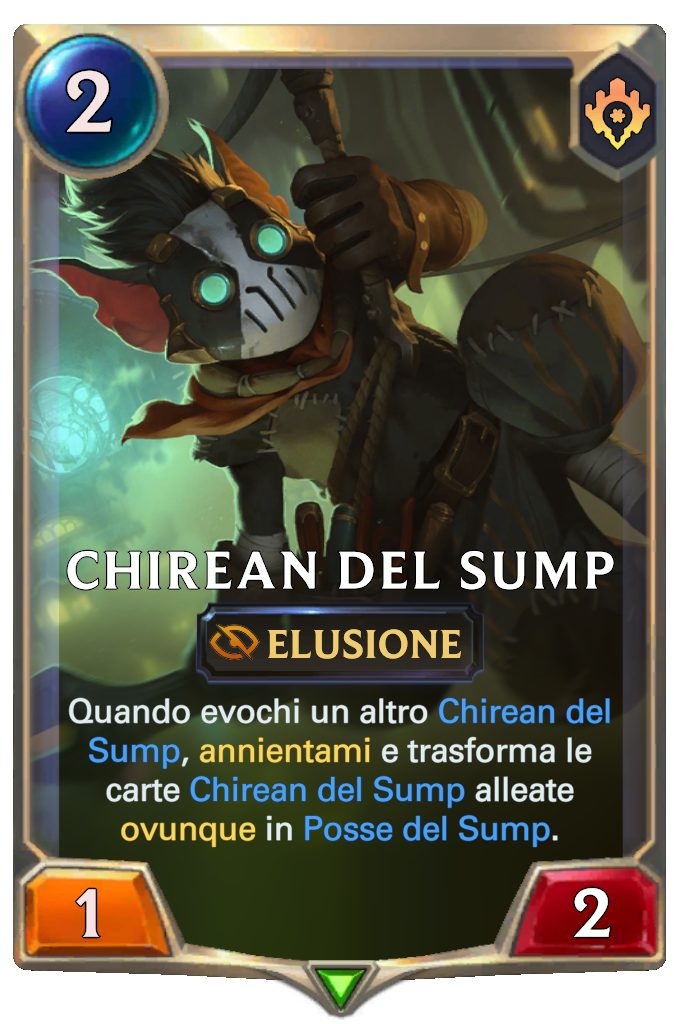 2
CHIREAN DEL SUMP
ELUSIONE
Quando evochi un altro Chirean del
Sump, annientami e trasforma le
carte Chirean del Sump alleate
ovunque in Posse del Sump.
1
2